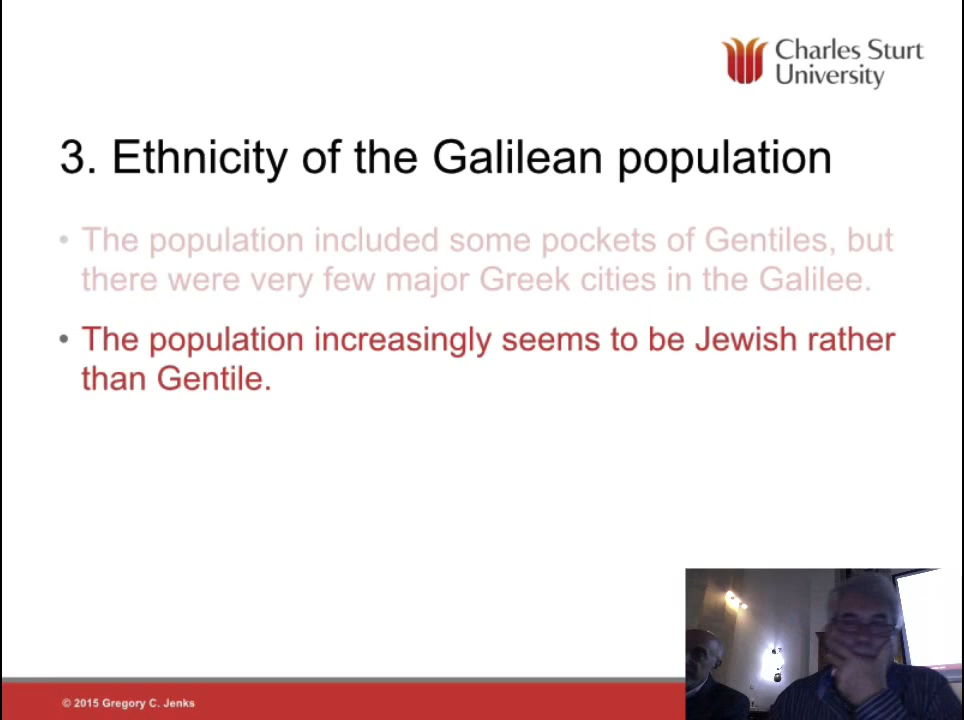 Charles Sturt
University
3. Ethnicity of the Galilean population
• The population included some pockets of Gentiles, but
there were very few major Greek cities in the Galilee.
• The population increasingly seems to be Jewish rather
than Gentile.
© 2015 Gregory C. Jenks